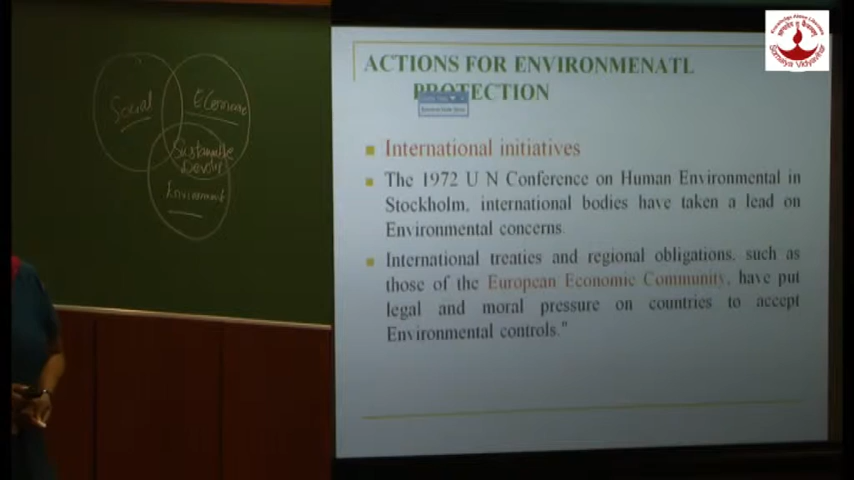 Social
Economic
Sustainable
Environment
Somaiya Vidyavihar
ACTIONS FOR ENVIRONMENATL
PROTECTION
International initiatives
The 1972 U N Conference on Human Environmental in
Stockholm, international bodies have taken a lead on
Environmental concerns.
International treaties and regional obligations, such as
those of the European Economic Community, have put
legal and moral pressure on countries to accept
Environmental controls."